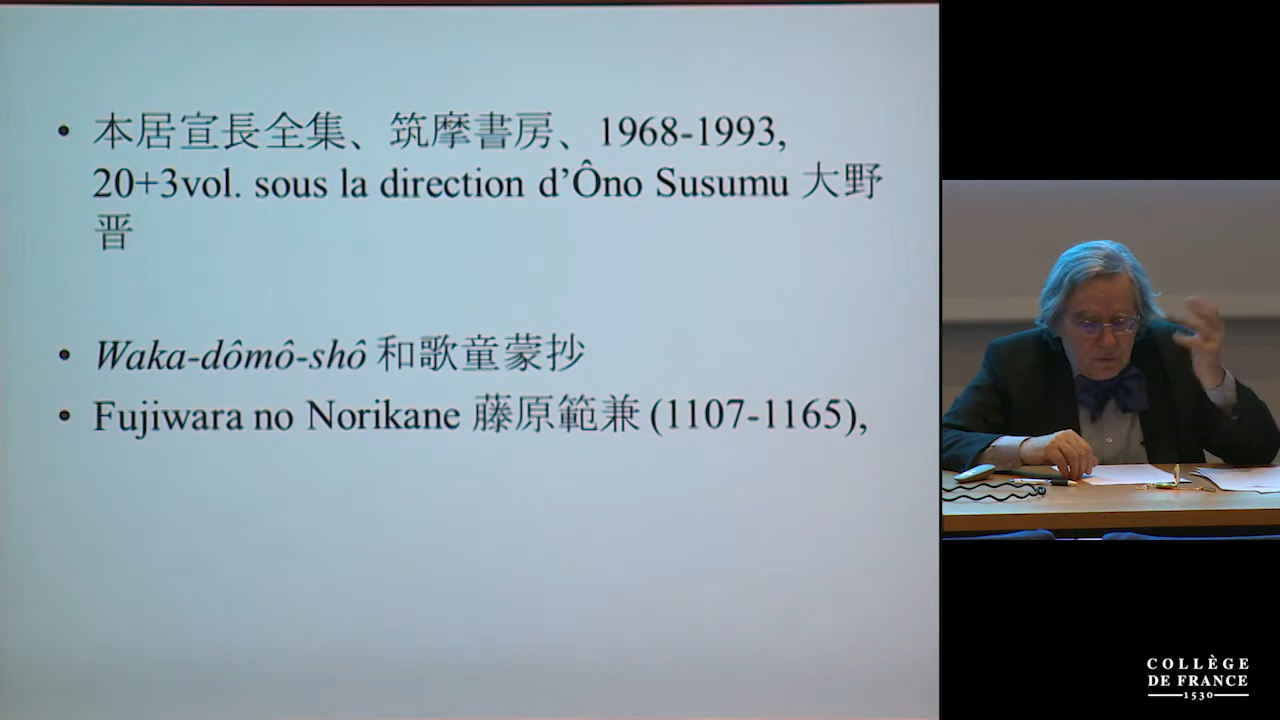 • 本居宣長全集、筑摩書房、1968-1993,
20+3vol. sous la direction d’Ôno Susumu 大野
晋
• Waka-dômô-shô 和歌童蒙抄
• Fujiwara no Norikane 藤原範兼 (1107-1165),
COLLÈGE
DE FRANCE
1530